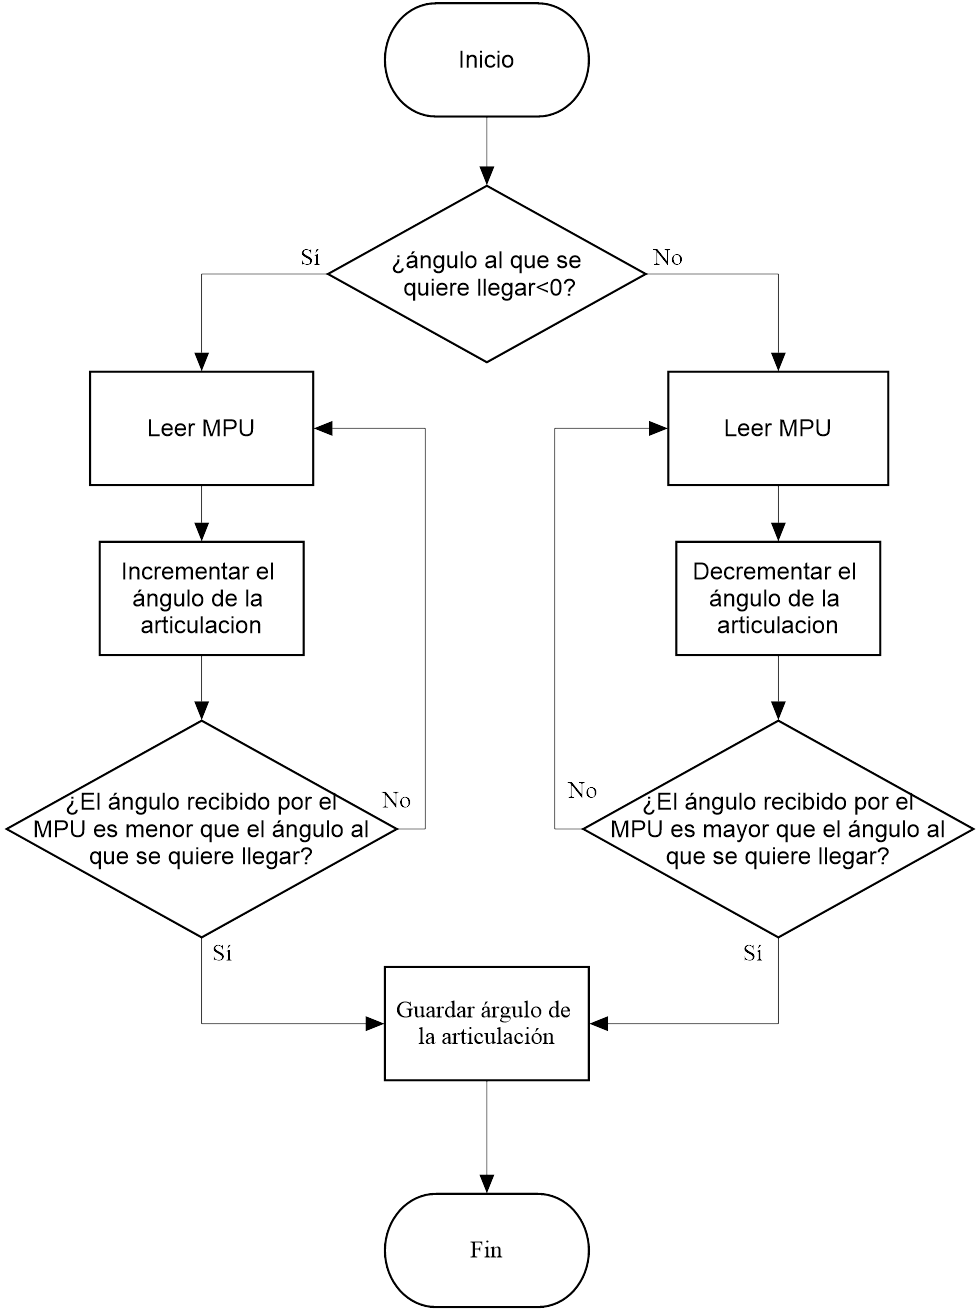 Inicio
¿ángulo al que se
quiere llegar<0?
Sí
No
Leer MPU
Leer MPU
Incrementar el
ángulo de la
articulacion
Decrementar el
ángulo de la
articulacion
¿El ángulo recibido por el
MPU es menor que el ángulo al
que se quiere llegar?
No
No
¿El ángulo recibido por el
MPU es mayor que el ángulo al
que se quiere llegar?
Sí
Sí
Guardar árgulo de
la articulación
Fin